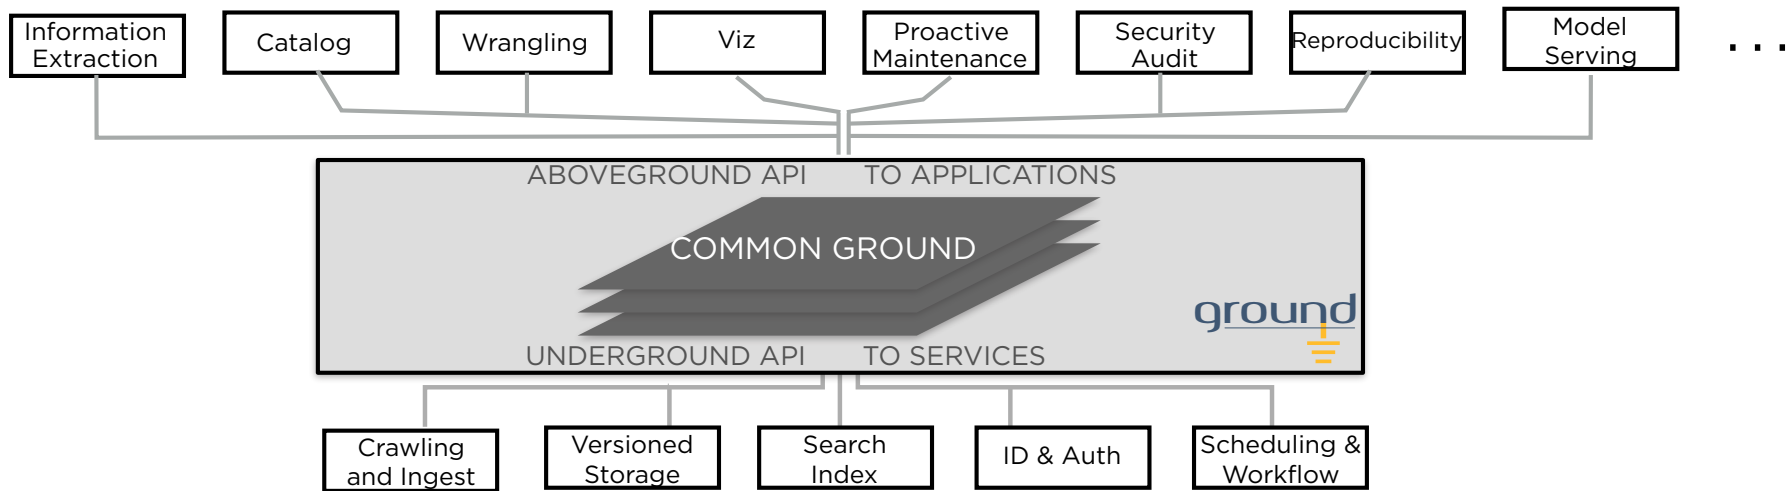 Information
Extraction
Catalog
Wrangling
Viz
Proactive
Maintenance
Security
Audit
Reproducibility
Model
Serving
...
ABOVEGROUND API TO APPLICATIONS
COMMON GROUND
ground
UNDERGROUND API TO SERVICES
Crawling
and Ingest
Versioned
Storage
Search
Index
ID & Auth
Scheduling &
Workflow